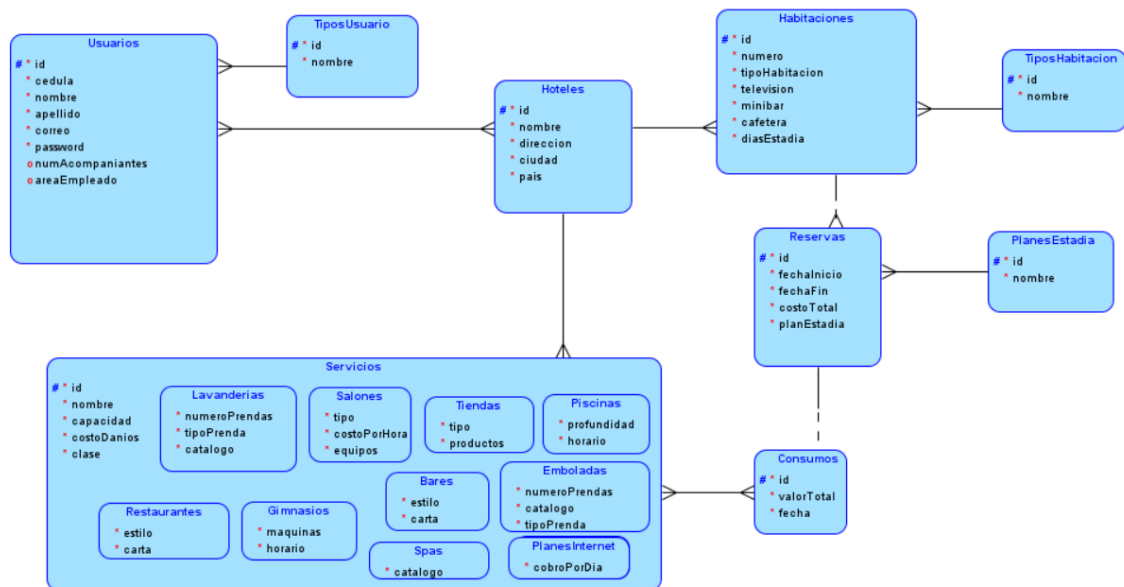 TiposUsuario
# * id
* nombre
Usuarios
# * id
* cedula
* nombre
* apellido
* correo
* password
o numAcompaniantes
o areaEmpleado
Hoteles
# * id
* nombre
* direccion
* ciudad
* pais
Habitaciones
# * id
* numero
* tipoHabitacion
* television
* minibar
* cafetera
* diasEstadia
TiposHabitacion
# * id
* nombre
Reservas
# * id
* fechaInicio
* fechaFin
* costoTotal
* planEstadia
PlanesEstadia
# * id
* nombre
Servicios
# * id
* nombre
* capacidad
* costoDanios
* clase
Lavanderias
* numeroPrendas
* tipoPrenda
* catalogo
Salones
* tipo
* costoPorHora
* equipos
Tiendas
* tipo
* productos
Piscinas
* profundidad
* horario
Restaurantes
* estilo
* carta
Gimnasios
* maquinas
* horario
Bares
* estilo
* carta
Emboladas
* numeroPrendas
* catalogo
* tipoPrenda
Spas
* catalogo
PlanesInternet
* cobroPorDia
Consumos
# * id
* valorTotal
* fecha